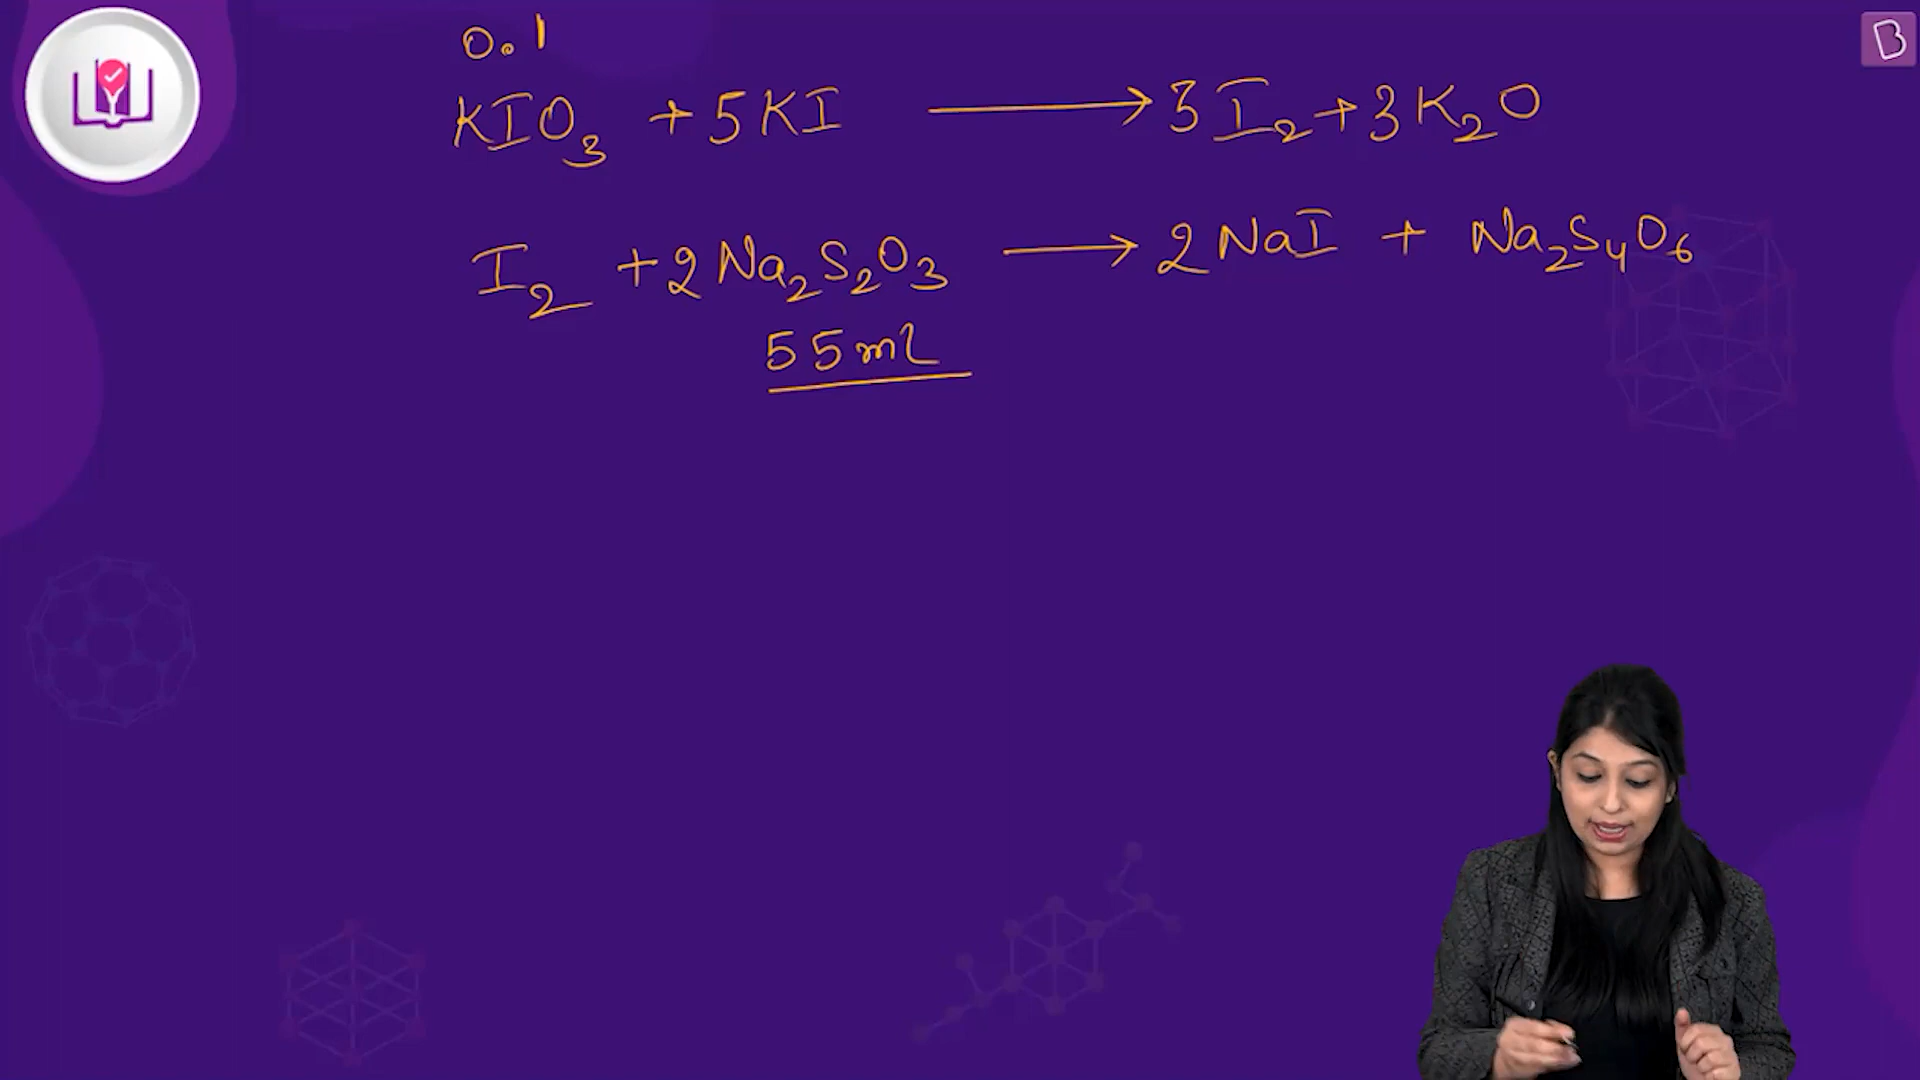 0.1
KIO₃ + 5KI ⟶ 3I₂ + 3K₂O
I₂ + 2Na₂S₂O₃ ⟶ 2NaI + Na₂S₄O₆
55ml
B